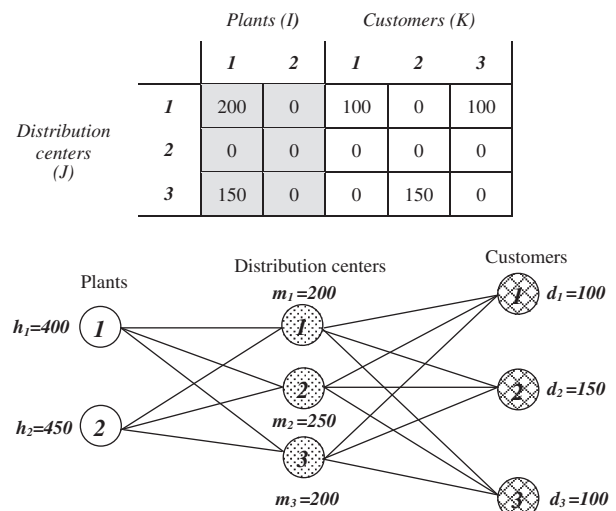 Plants (I) Customers (K)
1 2 1 2 3
1 200 0 100 0 100
Distribution centers (J)
2 0 0 0 0 0
3 150 0 0 150 0
Customers
Plants Distribution centers
m1=200 1 d1=100
h1=400 1 1
2 2 d2=150
h2=450 2 m2=250
3
m3=200 3 d3=100